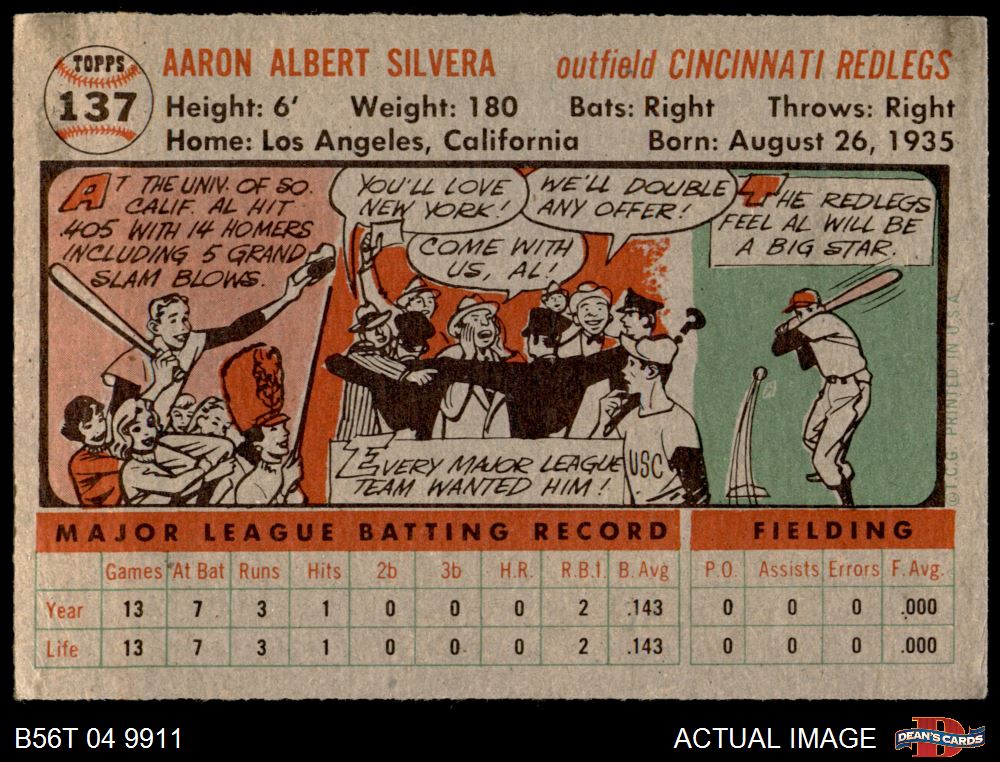 TOPPS
137
AARON ALBERT SILVERA outfield CINCINNATI REDLEGS
Height: 6' Weight: 180 Bats: Right Throws: Right
Home: Los Angeles, California Born: August 26, 1935
AT THE UNIV. OF SO.
CALIF. AL HIT
.405 WITH 14 HOMERS
INCLUDING 5 GRAND
SLAM BLOWS.
YOU'LL LOVE
NEW YORK!
WE'LL DOUBLE
ANY OFFER!
COME WITH
US, AL!
?
EVERY MAJOR LEAGUE
TEAM WANTED HIM!
USC
THE REDLEGS
FEEL AL WILL BE
A BIG STAR.
©T.C.G. PRINTED IN U.S.A.
MAJOR LEAGUE BATTING RECORD FIELDING
Games At Bat Runs Hits 2b 3b H.R. R.B.I. B. Avg P.O. Assists Errors F. Avg.
Year 13 7 3 1 0 0 0 2 .143 0 0 0 .000
Life 13 7 3 1 0 0 0 2 .143 0 0 0 .000
B56T 04 9911 ACTUAL IMAGE
D
DEAN'S CARDS